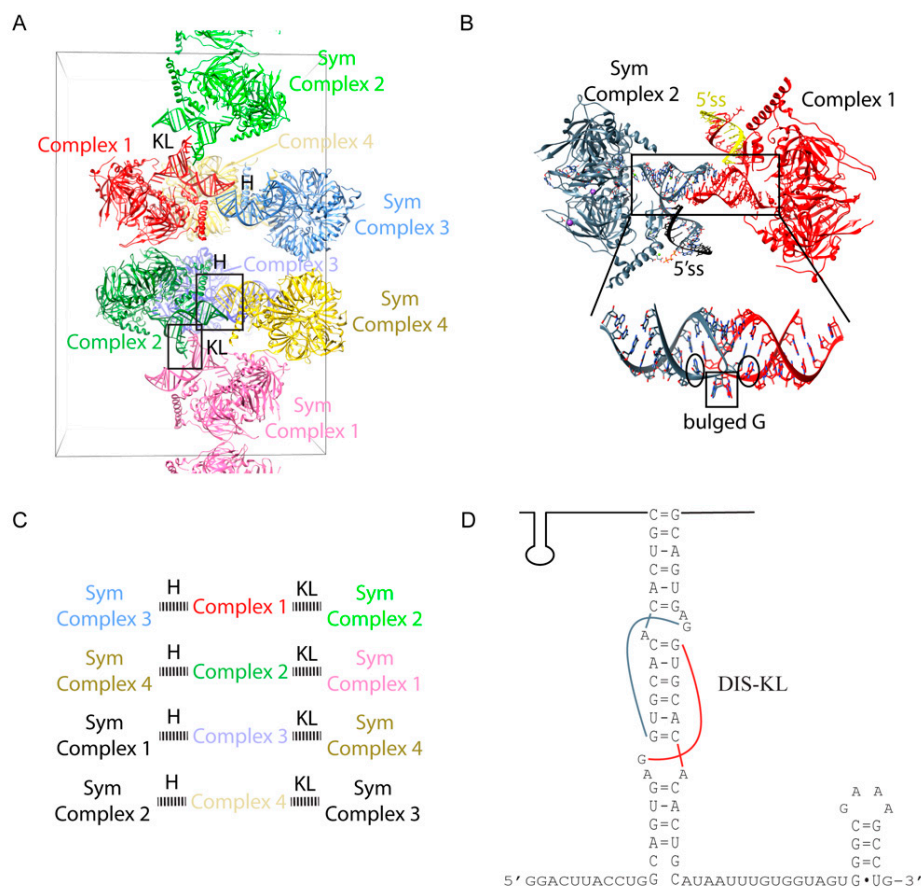 A
Sym
Complex 2
Complex 1
KL
Complex 4
H
Sym
Complex 3
H
Complex 3
Complex 2
KL
Sym
Complex 4
Sym
Complex 1
B
Sym
Complex 2
5'ss
Complex 1
5'ss
bulged G
C
Sym
Complex 3
H
Complex 1
KL
Sym
Complex 2
Sym
Complex 4
H
Complex 2
KL
Sym
Complex 1
Sym
Complex 1
H
Complex 3
KL
Sym
Complex 4
Sym
Complex 2
H
Complex 4
KL
Sym
Complex 3
D
C=G
G=C
U-A
C=G
A-U
C=G
A
A
G
A
C=G
A-U
C=G
G=C
U-A
G=C
G
A
DIS-KL
A
U-A
G=C
A-U
C=G
G
A
A
A
C=G
G=C
G=C
5'GGACUUACCUGG CAUAAUUUGUGGUAGUG•UG-3'